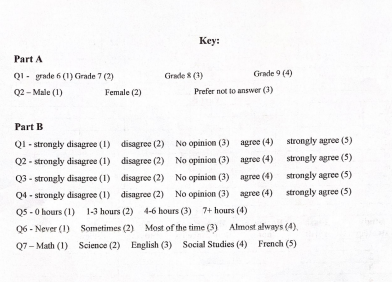 Key:
Part A
Q1 - grade 6 (1) Grade 7 (2) Grade 8 (3) Grade 9 (4)
Q2 – Male (1) Female (2) Prefer not to answer (3)
Part B
Q1 - strongly disagree (1) disagree (2) No opinion (3) agree (4) strongly agree (5)
Q2 - strongly disagree (1) disagree (2) No opinion (3) agree (4) strongly agree (5)
Q3 - strongly disagree (1) disagree (2) No opinion (3) agree (4) strongly agree (5)
Q4 - strongly disagree (1) disagree (2) No opinion (3) agree (4) strongly agree (5)
Q5 - 0 hours (1) 1-3 hours (2) 4-6 hours (3) 7+ hours (4)
Q6 - Never (1) Sometimes (2) Most of the time (3) Almost always (4)
Q7 – Math (1) Science (2) English (3) Social Studies (4) French (5)